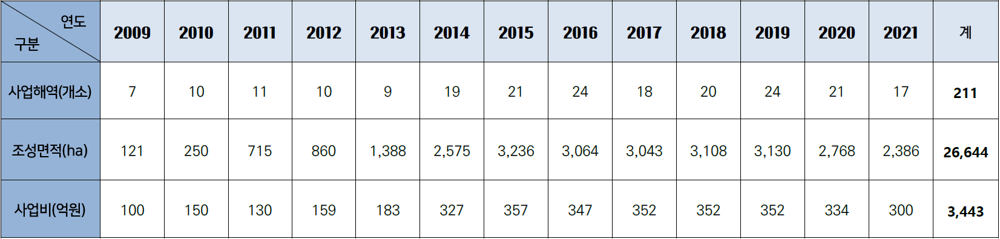 연도
구분 2009 2010 2011 2012 2013 2014 2015 2016 2017 2018 2019 2020 2021 계
사업해역(개소) 7 10 11 10 9 19 21 24 18 20 24 21 17 211
조성면적(ha) 121 250 715 860 1,388 2,575 3,236 3,064 3,043 3,108 3,130 2,768 2,386 26,644
사업비(억원) 100 150 130 159 183 327 357 347 352 352 352 334 300 3,443